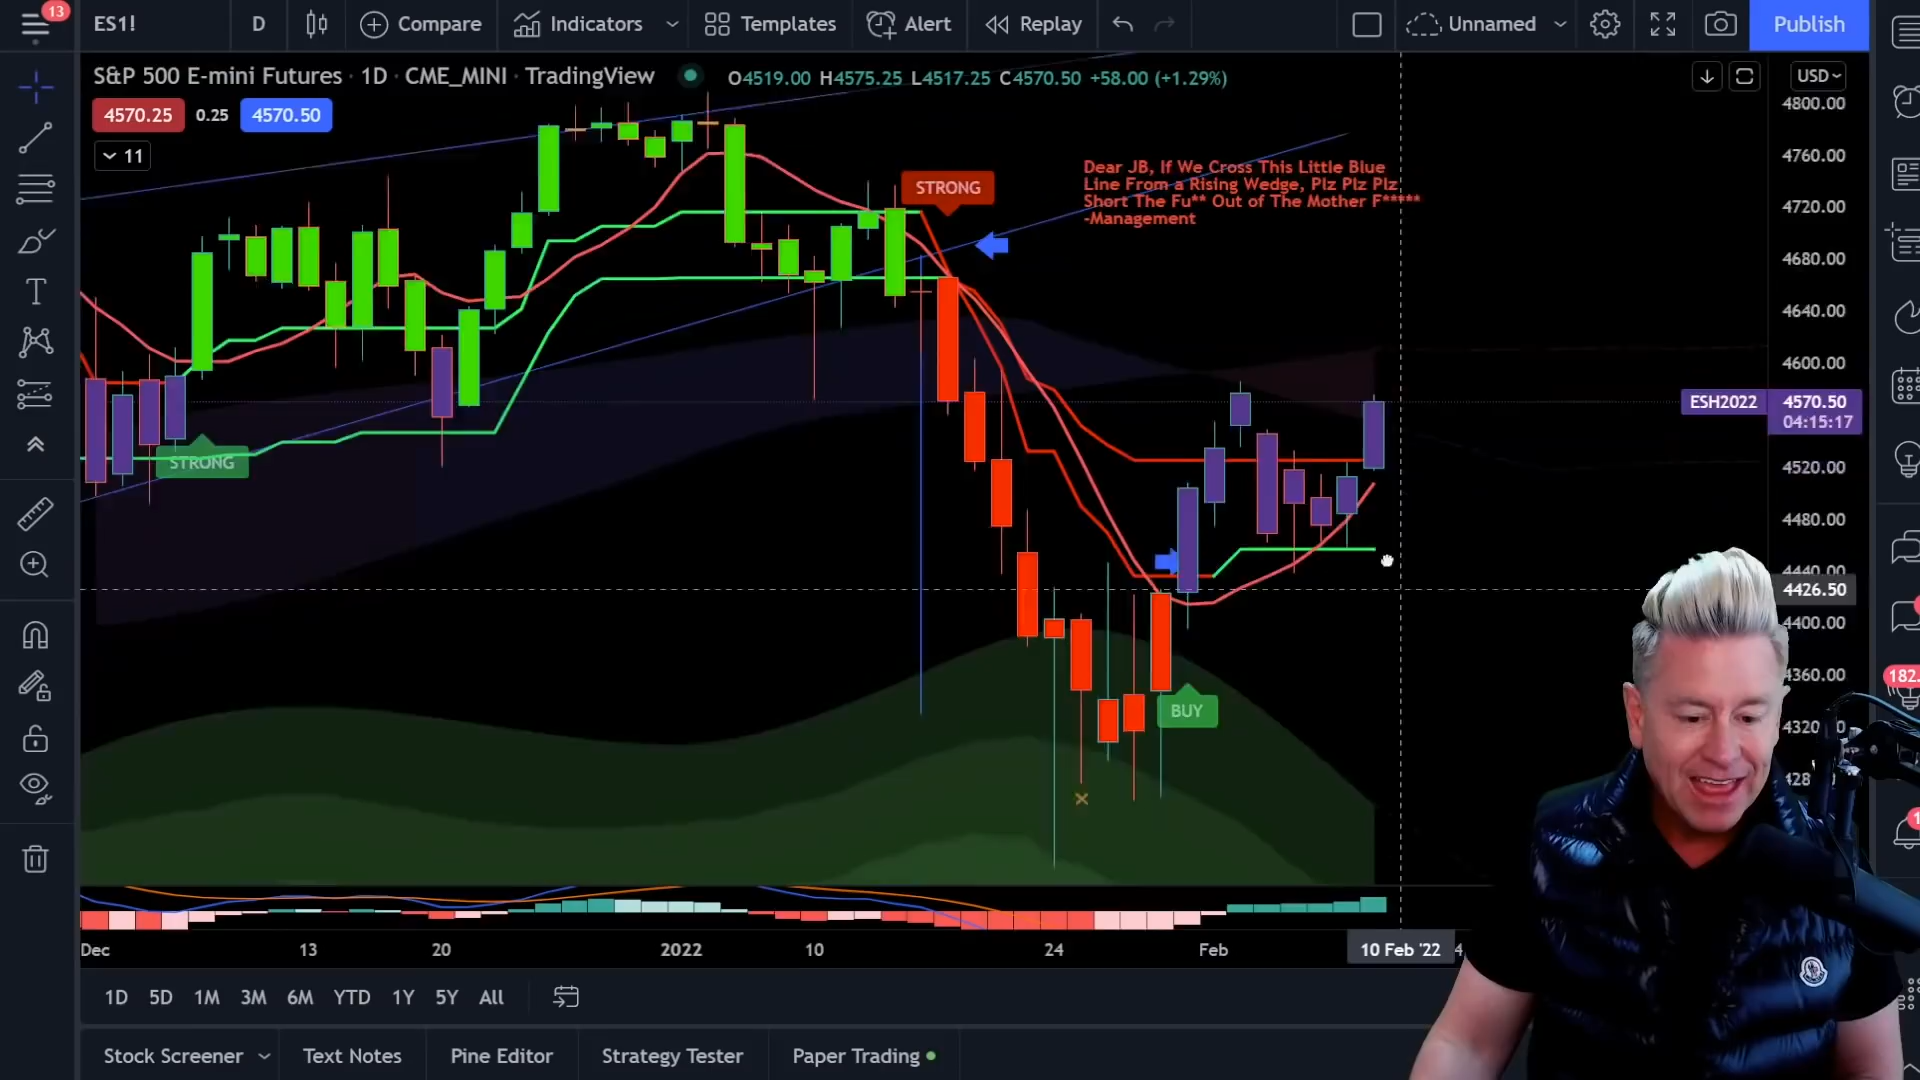 13
ES1!
D
Compare
Indicators
Templates
Alert
Replay
Unnamed
Publish
S&P 500 E-mini Futures · 1D · CME_MINI · TradingView
O4519.00 H4575.25 L4517.25 C4570.50 +58.00 (+1.29%)
USD
4570.25
0.25
4570.50
11
4800.00
4760.00
4720.00
4680.00
4640.00
4600.00
ESH2022
4570.50
04:15:17
4520.00
4480.00
4440.00
4426.50
4400.00
4360.00
182.
STRONG
Dear JB, If We Cross This Little Blue
Line From a Rising Wedge, Plz Plz Plz
Short The Fu** Out of The Mother F*****
-Management
STRONG
BUY
Dec
13
20
2022
10
24
Feb
10 Feb '22
1D
5D
1M
3M
6M
YTD
1Y
5Y
All
Stock Screener
Text Notes
Pine Editor
Strategy Tester
Paper Trading